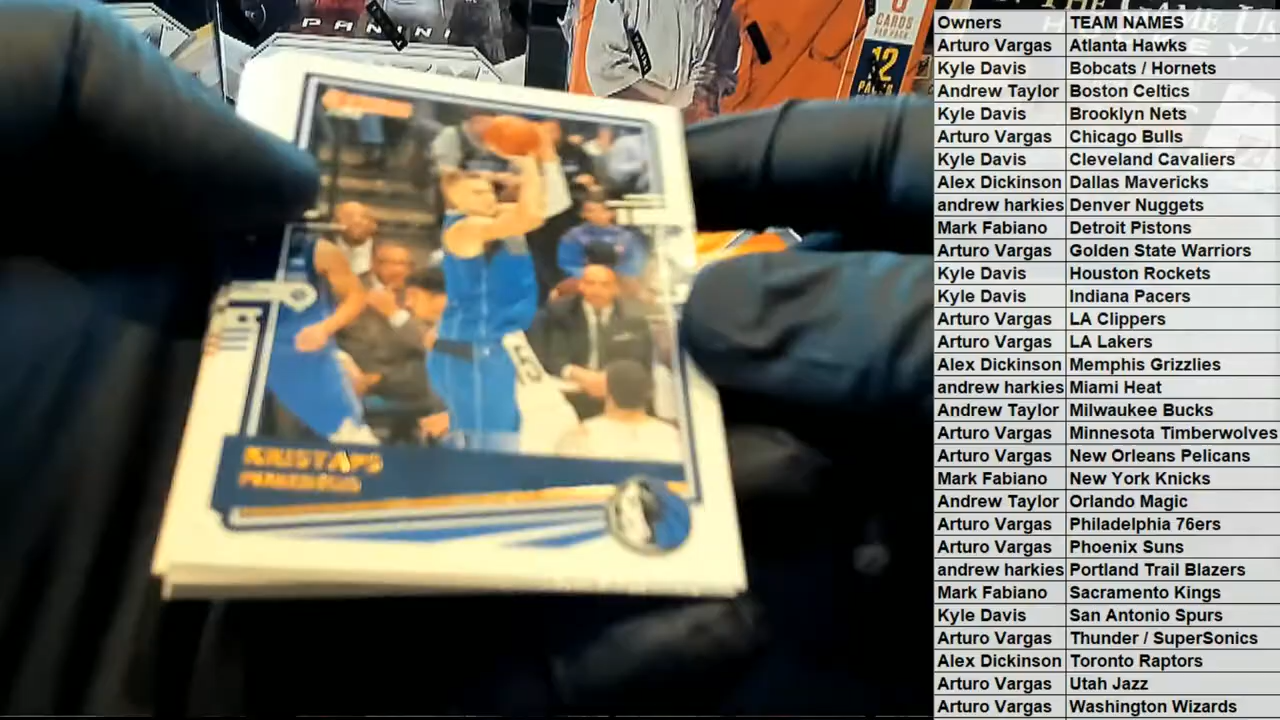 PANINI
CARDS
PER PACK
12
THE GAME US
KRISTAPS
PORZINGIS
Owners TEAM NAMES
Arturo Vargas Atlanta Hawks
Kyle Davis Bobcats / Hornets
Andrew Taylor Boston Celtics
Kyle Davis Brooklyn Nets
Arturo Vargas Chicago Bulls
Kyle Davis Cleveland Cavaliers
Alex Dickinson Dallas Mavericks
andrew harkies Denver Nuggets
Mark Fabiano Detroit Pistons
Arturo Vargas Golden State Warriors
Kyle Davis Houston Rockets
Kyle Davis Indiana Pacers
Arturo Vargas LA Clippers
Arturo Vargas LA Lakers
Alex Dickinson Memphis Grizzlies
andrew harkies Miami Heat
Andrew Taylor Milwaukee Bucks
Arturo Vargas Minnesota Timberwolves
Arturo Vargas New Orleans Pelicans
Mark Fabiano New York Knicks
Andrew Taylor Orlando Magic
Arturo Vargas Philadelphia 76ers
Arturo Vargas Phoenix Suns
andrew harkies Portland Trail Blazers
Mark Fabiano Sacramento Kings
Kyle Davis San Antonio Spurs
Arturo Vargas Thunder / SuperSonics
Alex Dickinson Toronto Raptors
Arturo Vargas Utah Jazz
Arturo Vargas Washington Wizards